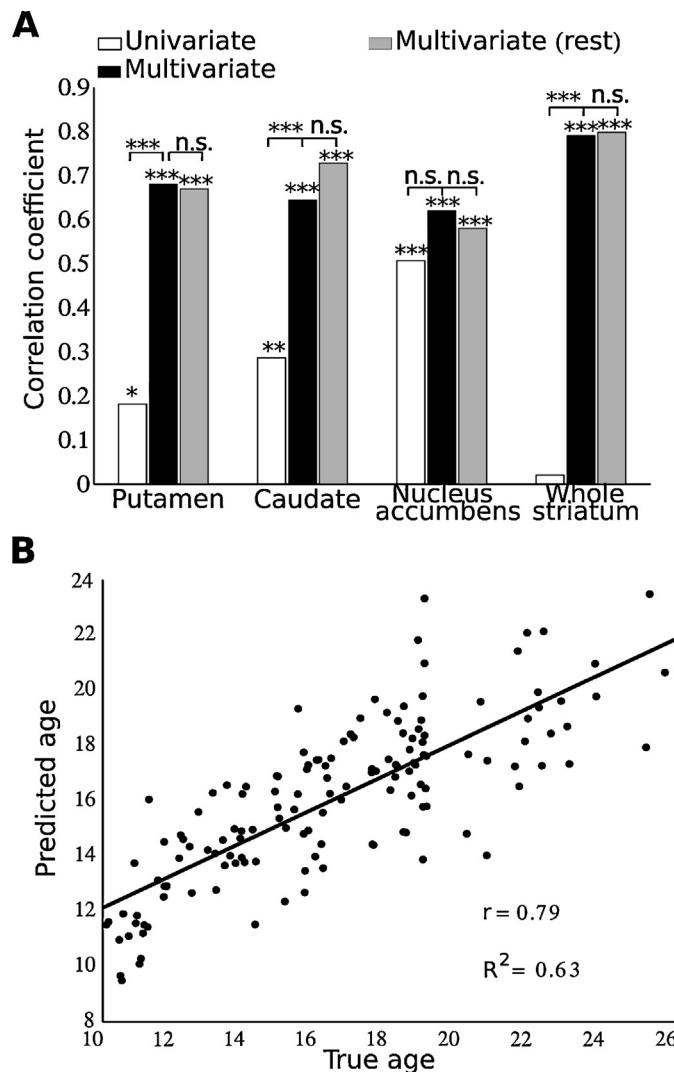 A
Univariate
Multivariate (rest)
Multivariate
0.9
0.8
0.7
0.6
0.5
0.4
0.3
0.2
0.1
0
Correlation coefficient
*** n.s.
*** ***
*
*** n.s.
***
***
**
n.s. n.s.
***
***
***
*** n.s.
*** ***
Putamen
Caudate
Nucleus
accumbens
Whole
striatum
B
24
22
20
18
16
14
12
10
8
Predicted age
r = 0.79
R² = 0.63
10 12 14 16 18 20 22 24 26
True age